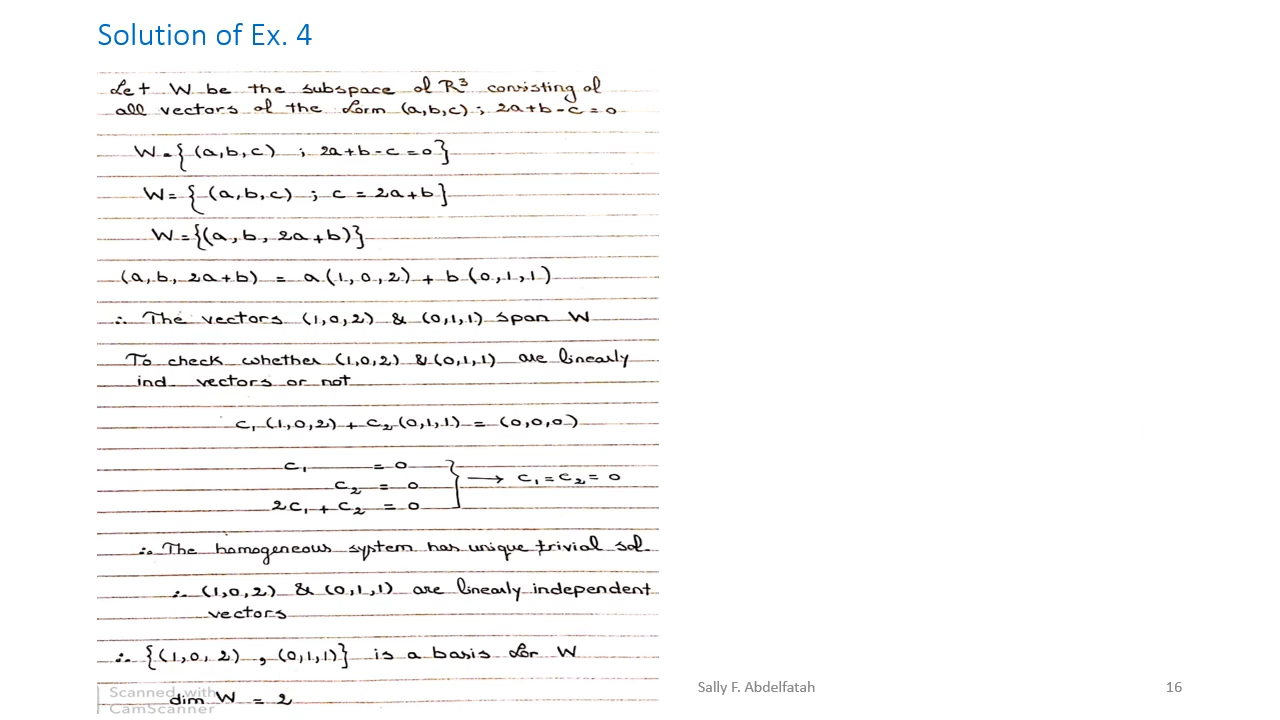 Solution of Ex. 4
Let W be the subspace of R³ consisting of
all vectors of the form (a,b,c) ; 2a+b-c=0
W={(a,b,c) ; 2a+b-c=0}
W={(a,b,c) ; c=2a+b}
W={(a,b,2a+b)}
(a,b,2a+b) = a(1,0,2) + b(0,1,1)
∴ The vectors (1,0,2) & (0,1,1) span W
To check whether (1,0,2) & (0,1,1) are linearly
ind vectors or not
c₁(1,0,2) + c₂(0,1,1) = (0,0,0)
c₁ = 0
c₂ = 0 → c₁=c₂=0
2c₁ + c₂ = 0
∴ The homogeneous system has unique trivial sol.
∴ (1,0,2) & (0,1,1) are linearly independent
vectors
∴ {(1,0,2) , (0,1,1)} is a basis for W
dim W = 2
Scanned with
CamScanner
Sally F. Abdelfatah
16